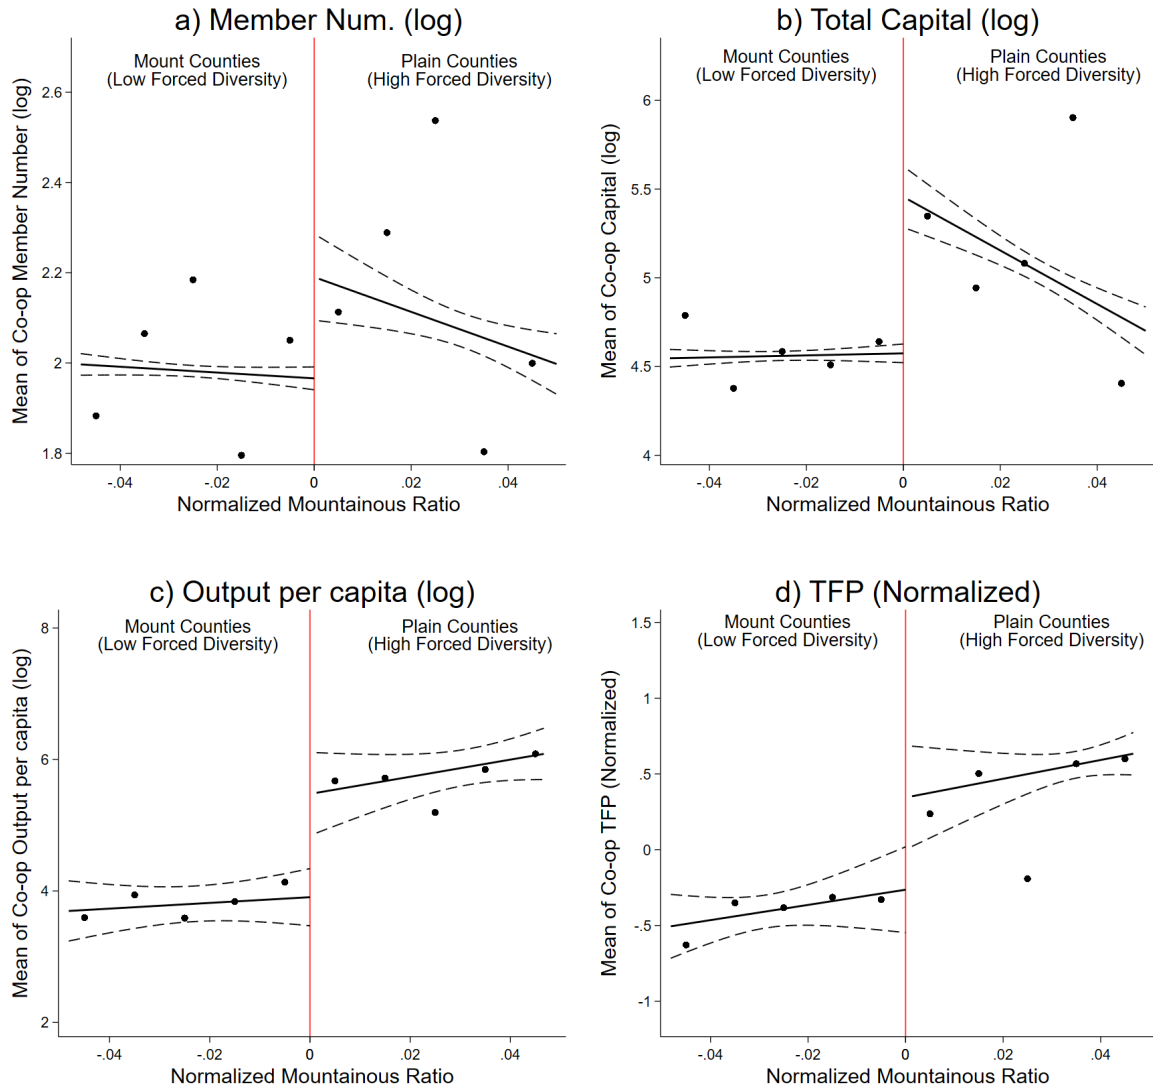 a) Member Num. (log)
Mount Counties
(Low Forced Diversity)
Plain Counties
(High Forced Diversity)
Mean of Co-op Member Number (log)
2.6
2.4
2.2
2
1.8
-.04
-.02
0
.02
.04
Normalized Mountainous Ratio
b) Total Capital (log)
Mount Counties
(Low Forced Diversity)
Plain Counties
(High Forced Diversity)
Mean of Co-op Capital (log)
6
5.5
5
4.5
4
-.04
-.02
0
.02
.04
Normalized Mountainous Ratio
c) Output per capita (log)
Mount Counties
(Low Forced Diversity)
Plain Counties
(High Forced Diversity)
Mean of Co-op Output per capita (log)
8
6
4
2
-.04
-.02
0
.02
.04
Normalized Mountainous Ratio
d) TFP (Normalized)
Mount Counties
(Low Forced Diversity)
Plain Counties
(High Forced Diversity)
Mean of Co-op TFP (Normalized)
1.5
1
.5
0
-.5
-1
-.04
-.02
0
.02
.04
Normalized Mountainous Ratio